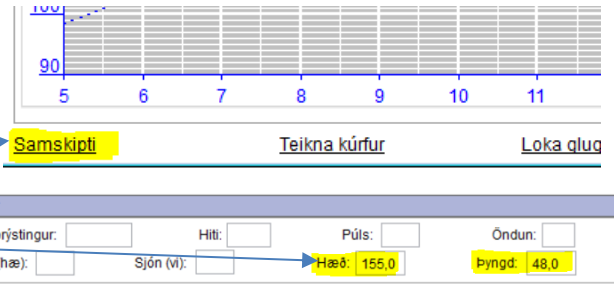 100
90
5 6 7 8 9 10 11
Samskipti Teikna kúrfur Loka glug
rýstingur: Hiti: Púls: Öndun:
hæ): Sjón (vi): Hæð: 155,0 Þyngd: 48,0